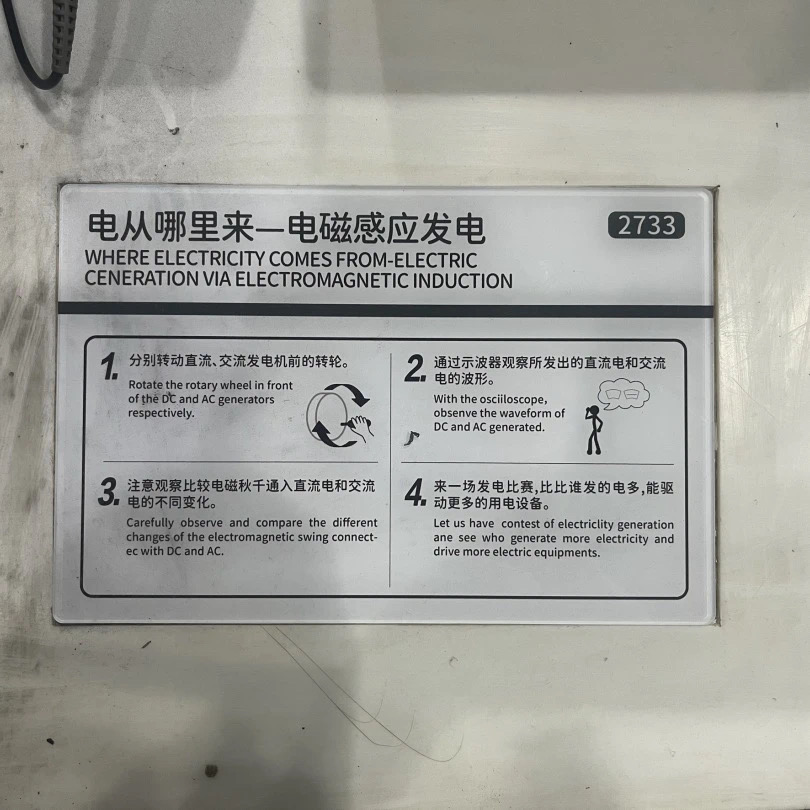 电从哪里来—电磁感应发电
2733
WHERE ELECTRICITY COMES FROM-ELECTRIC
CENERATION VIA ELECTROMAGNETIC INDUCTION
1.
分别转动直流、交流发电机前的转轮。
Rotate the rotary wheel in front
of the DC and AC generators
respectively.
2.
通过示波器观察所发出的直流电和交流
电的波形。
With the osciiloscope,
obsenve the waveform of
DC and AC generated.
3.
注意观察比较电磁秋千通入直流电和交流
电的不同变化。
Carefully observe and compare the different
changes of the electromagnetic swing connect-
ec with DC and AC.
4.
来一场发电比赛,比比谁发的电多,能驱
动更多的用电设备。
Let us have contest of electriclity generation
ane see who generate more electricity and
drive more electric equipments.